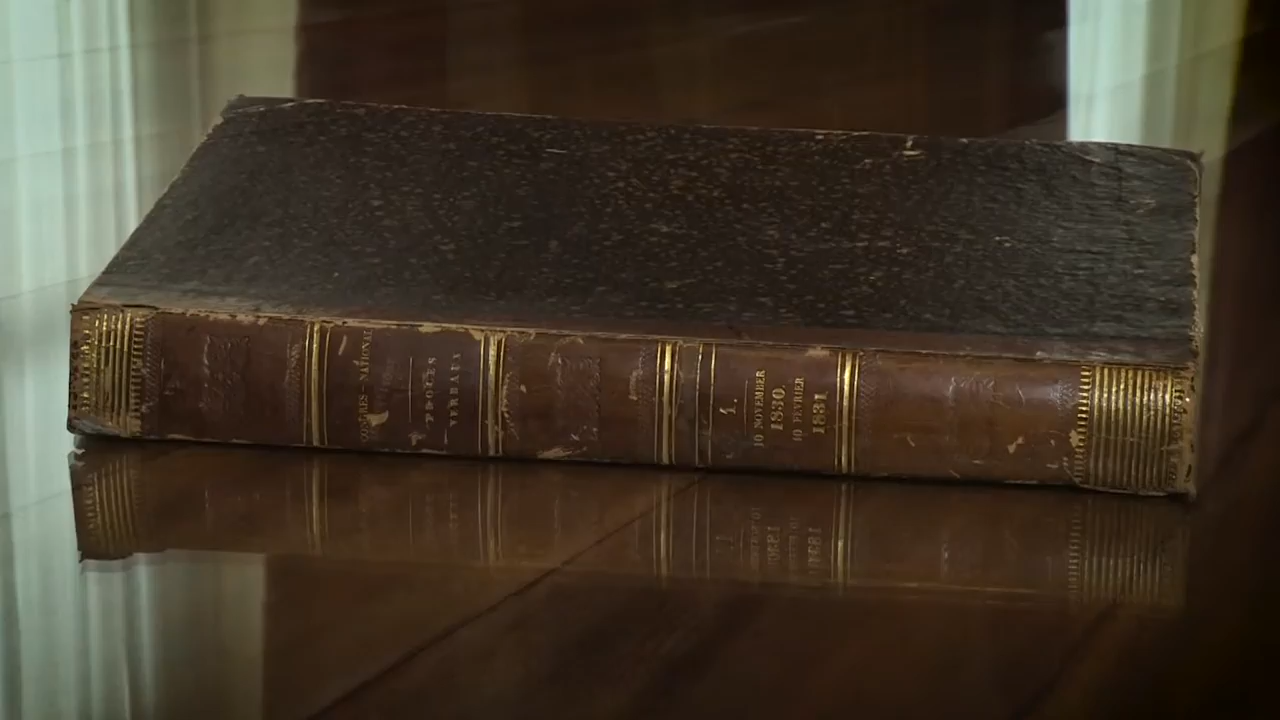 CONGRES-NATIONAL
PROCES
VERBAUX
1.
10 NOVEMBER
1830.
10 FEVRIER
1831